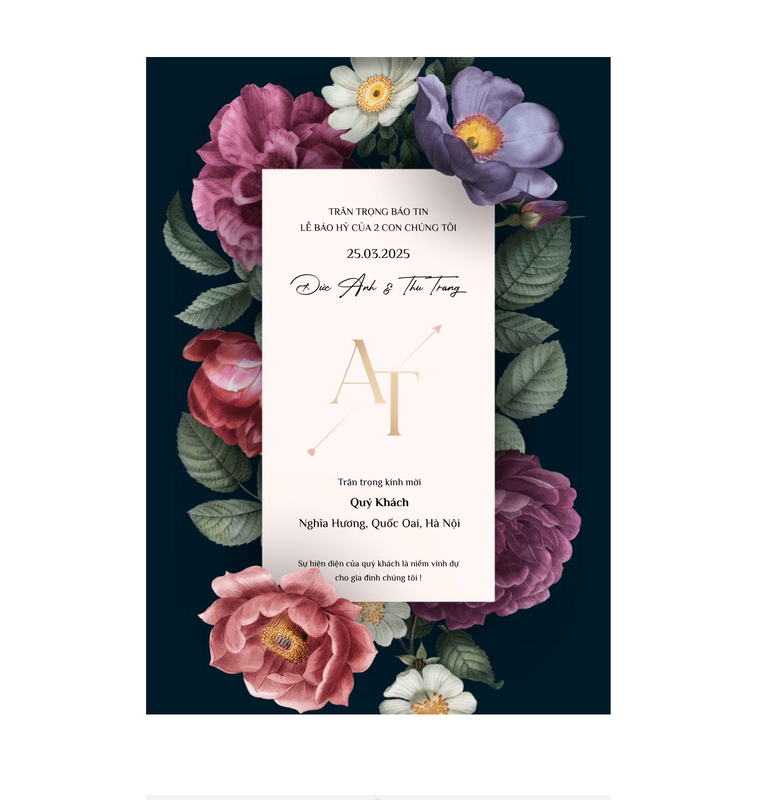 TRÂN TRỌNG BÁO TIN
LỄ BÁO HỶ CỦA 2 CON CHÚNG TÔI
25.03.2025
Đức Anh & Thu Trang
AT
Trân trọng kính mời
Quý Khách
Nghĩa Hương, Quốc Oai, Hà Nội
Sự hiện diện của quý khách là niềm vinh dự
cho gia đình chúng tôi !